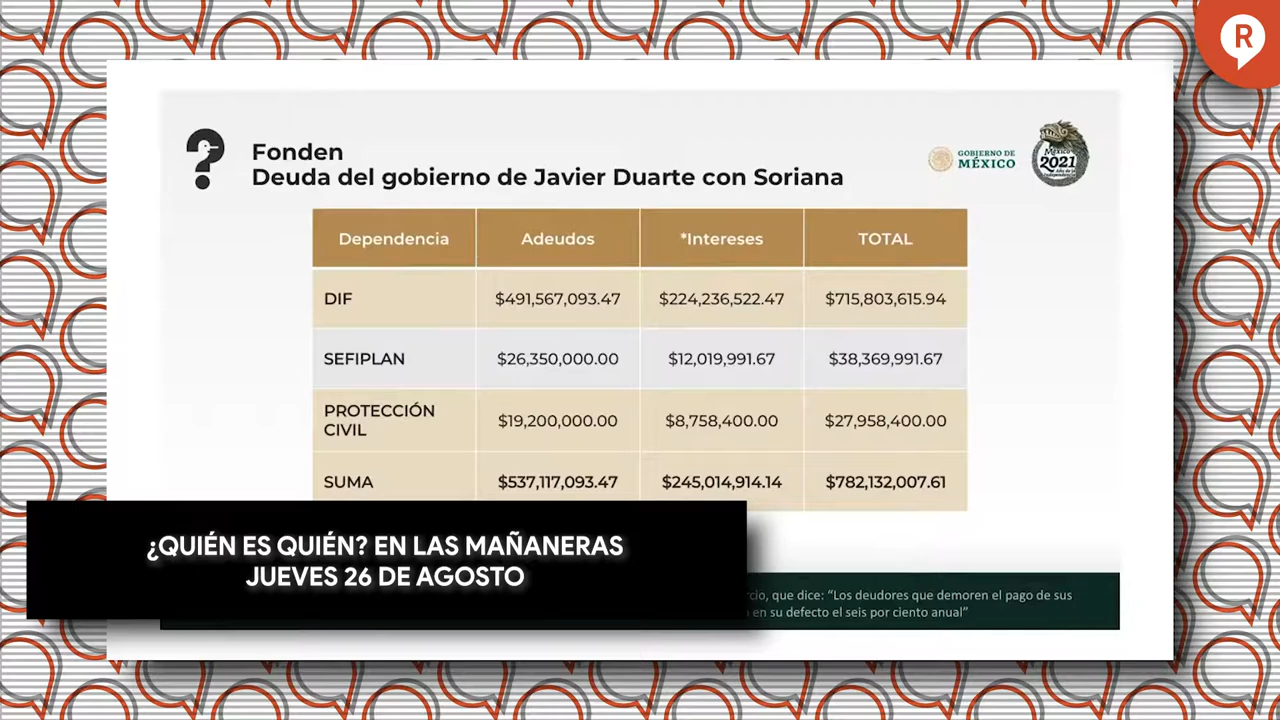 R
Fonden
Deuda del gobierno de Javier Duarte con Soriana
GOBIERNO DE
MÉXICO
México
2021
Año de la
Independencia
Dependencia Adeudos *Intereses TOTAL
DIF $491,567,093.47 $224,236,522.47 $715,803,615.94
SEFIPLAN $26,350,000.00 $12,019,991.67 $38,369,991.67
PROTECCIÓN
CIVIL $19,200,000.00 $8,758,400.00 $27,958,400.00
SUMA $537,117,093.47 $245,014,914.14 $782,132,007.61
¿QUIÉN ES QUIÉN? EN LAS MAÑANERAS
JUEVES 26 DE AGOSTO
rcio, que dice: “Los deudores que demoren el pago de sus
en su defecto el seis por ciento anual”